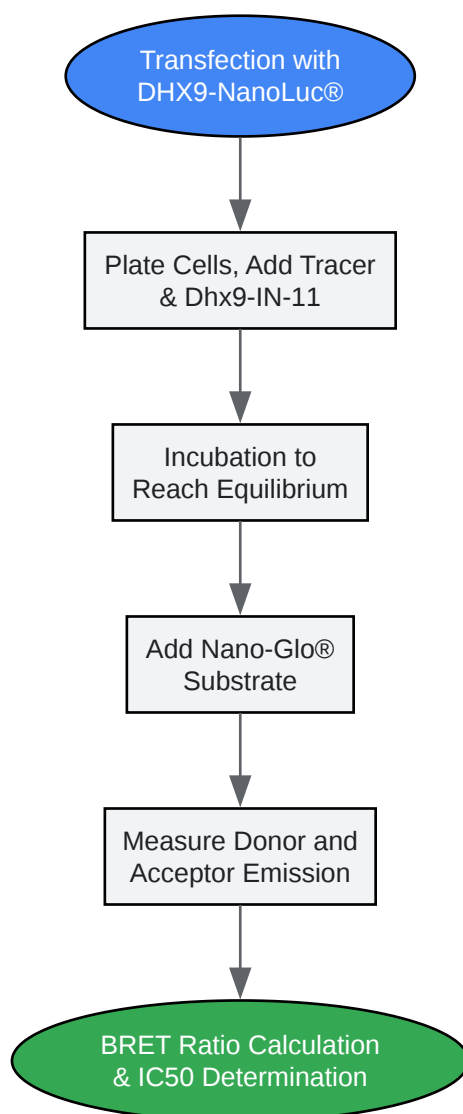 Transfection with
DHX9-NanoLuc®
Plate Cells, Add Tracer
& Dhx9-IN-11
Incubation to
Reach Equilibrium
Add Nano-Glo®
Substrate
Measure Donor and
Acceptor Emission
BRET Ratio Calculation
& IC50 Determination